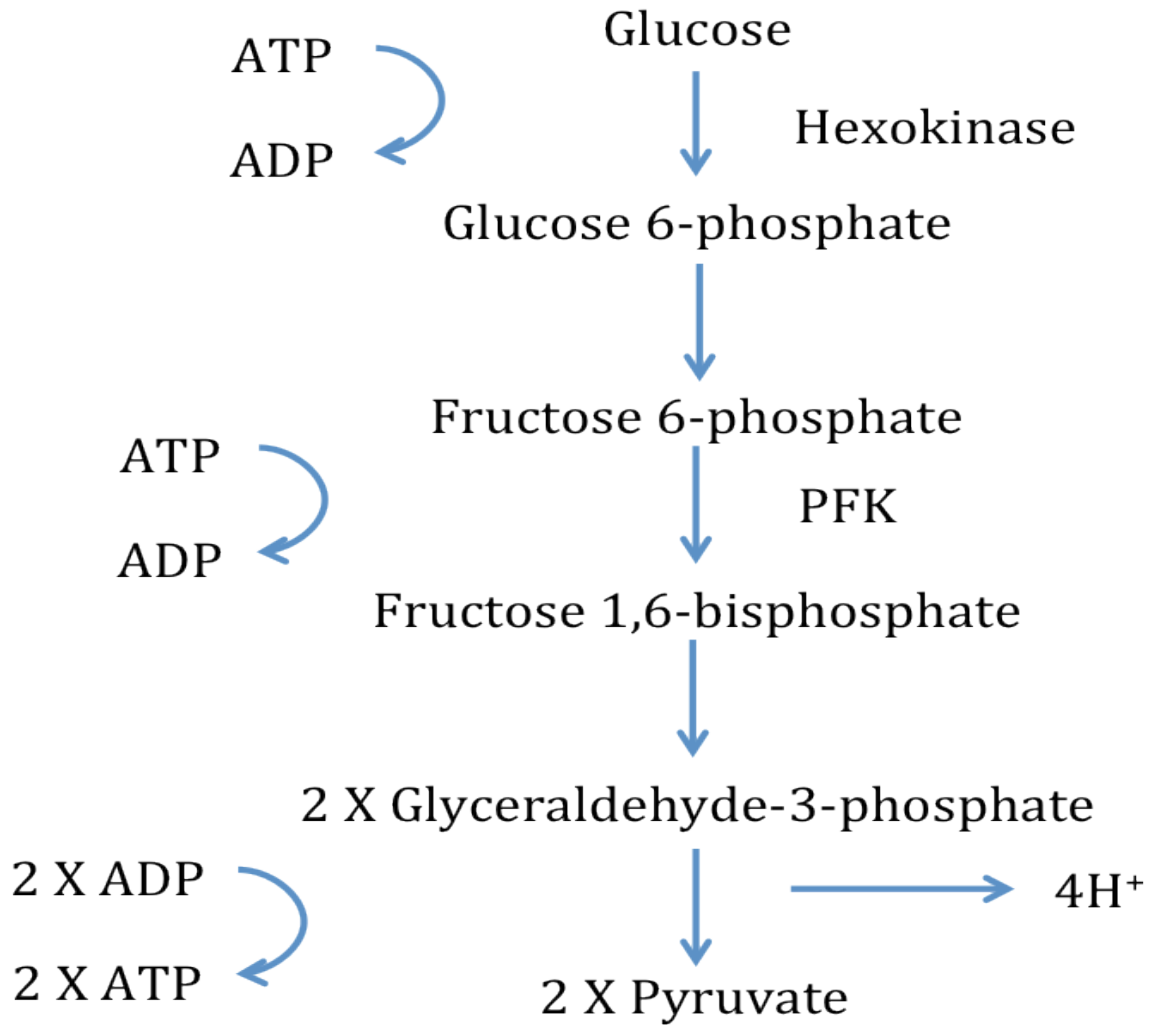 Glucose
ATP
Hexokinase
ADP
Glucose 6-phosphate
Fructose 6-phosphate
ATP
PFK
ADP
Fructose 1,6-bisphosphate
2 X Glyceraldehyde-3-phosphate
2 X ADP
4H⁺
2 X ATP
2 X Pyruvate